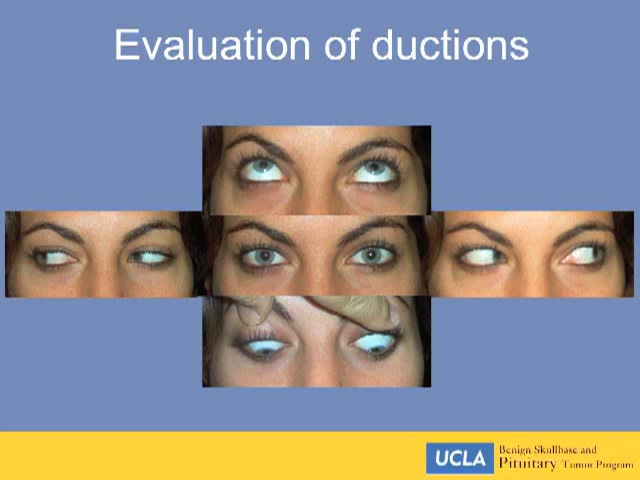 Evaluation of ductions
UCLA
Benign Skullbase and
Pituitary Tumor Program